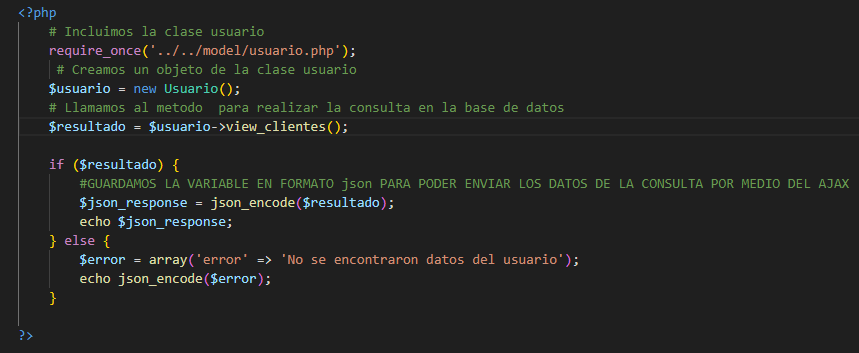 <?php
# Incluimos la clase usuario
require_once('../../model/usuario.php');
# Creamos un objeto de la clase usuario
$usuario = new Usuario();
# Llamamos al metodo  para realizar la consulta en la base de datos
$resultado = $usuario->view_clientes();
if ($resultado) {
#GUARDAMOS LA VARIABLE EN FORMATO json PARA PODER ENVIAR LOS DATOS DE LA CONSULTA POR MEDIO DEL AJAX
$json_response = json_encode($resultado);
echo $json_response;
} else {
$error = array('error' => 'No se encontraron datos del usuario');
echo json_encode($error);
}
?>